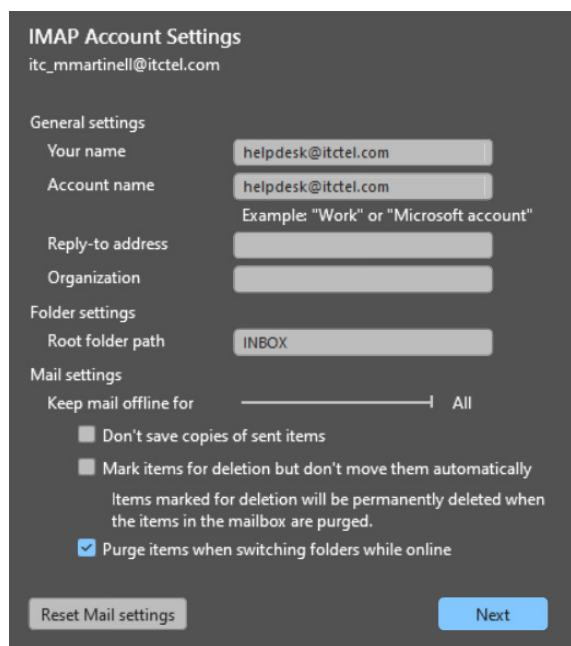 IMAP Account Settings
itc_mmartinell@itctel.com
General settings
Your name helpdesk@itctel.com
Account name helpdesk@itctel.com
Example: "Work" or "Microsoft account"
Reply-to address
Organization
Folder settings
Root folder path INBOX
Mail settings
Keep mail offline for All
Don't save copies of sent items
Mark items for deletion but don't move them automatically
Items marked for deletion will be permanently deleted when
the items in the mailbox are purged.
Purge items when switching folders while online
Reset Mail settings Next